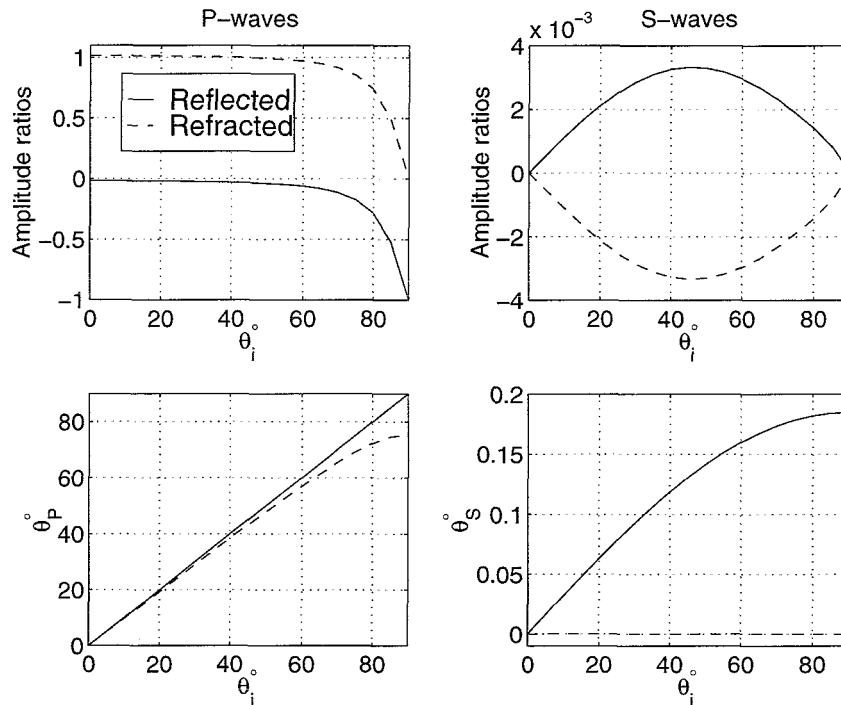 P-waves
1
0.5
0
-0.5
-1
Amplitude ratios
Reflected
Refracted
0 20 40 60 80
θ°i
S-waves
x 10⁻³
4
2
0
-2
-4
Amplitude ratios
0 20 40 60 80
θ°i
80
60
40
20
0
θ°P
0 20 40 60 80
θ°i
0.2
0.15
0.1
0.05
0
θ°S
0 20 40 60 80
θ°i